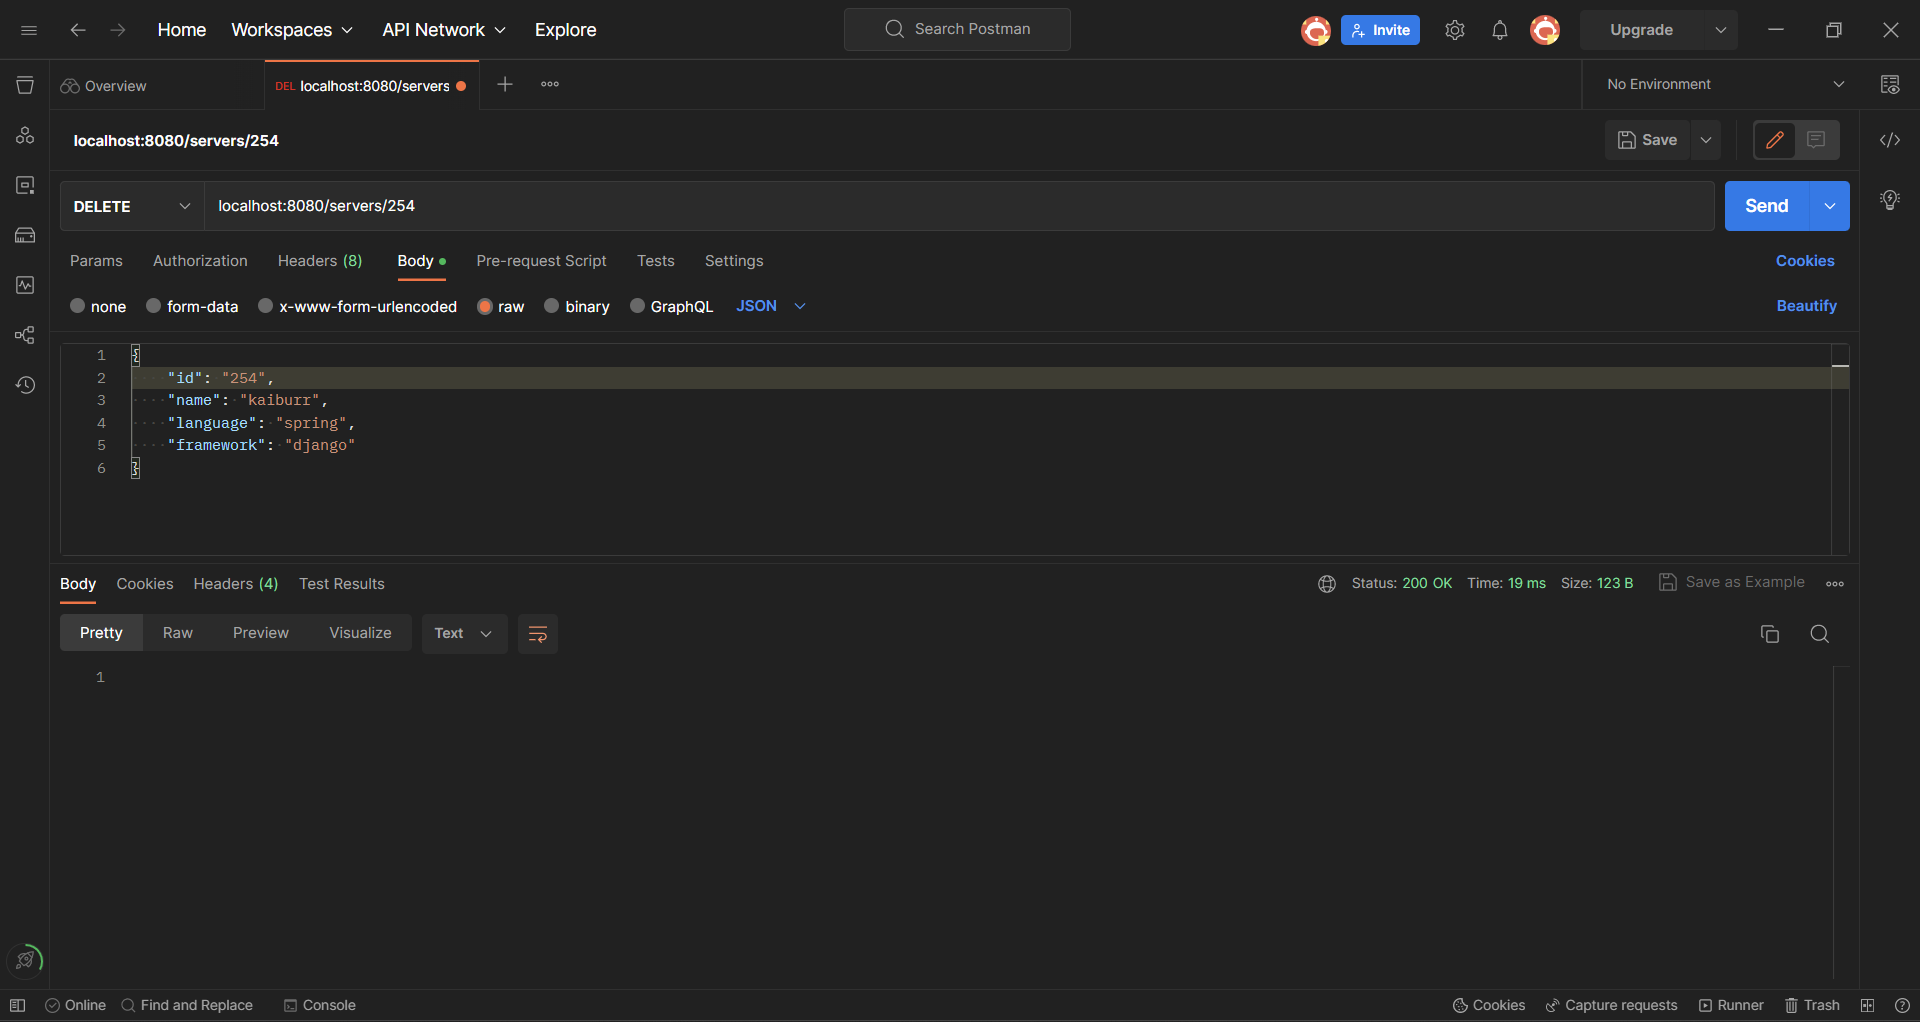 Home Workspaces API Network Explore Search Postman Invite Upgrade
Overview DEL localhost:8080/servers No Environment
localhost:8080/servers/254 Save
DELETE localhost:8080/servers/254 Send
Params Authorization Headers (8) Body Pre-request Script Tests Settings Cookies
none form-data x-www-form-urlencoded raw binary GraphQL JSON Beautify
1 {
2 "id": "254",
3 "name": "kaiburr",
4 "language": "spring",
5 "framework": "django"
6 }
Body Cookies Headers (4) Test Results Status: 200 OK Time: 19 ms Size: 123 B Save as Example
Pretty Raw Preview Visualize Text
1
Online Find and Replace Console Cookies Capture requests Runner Trash